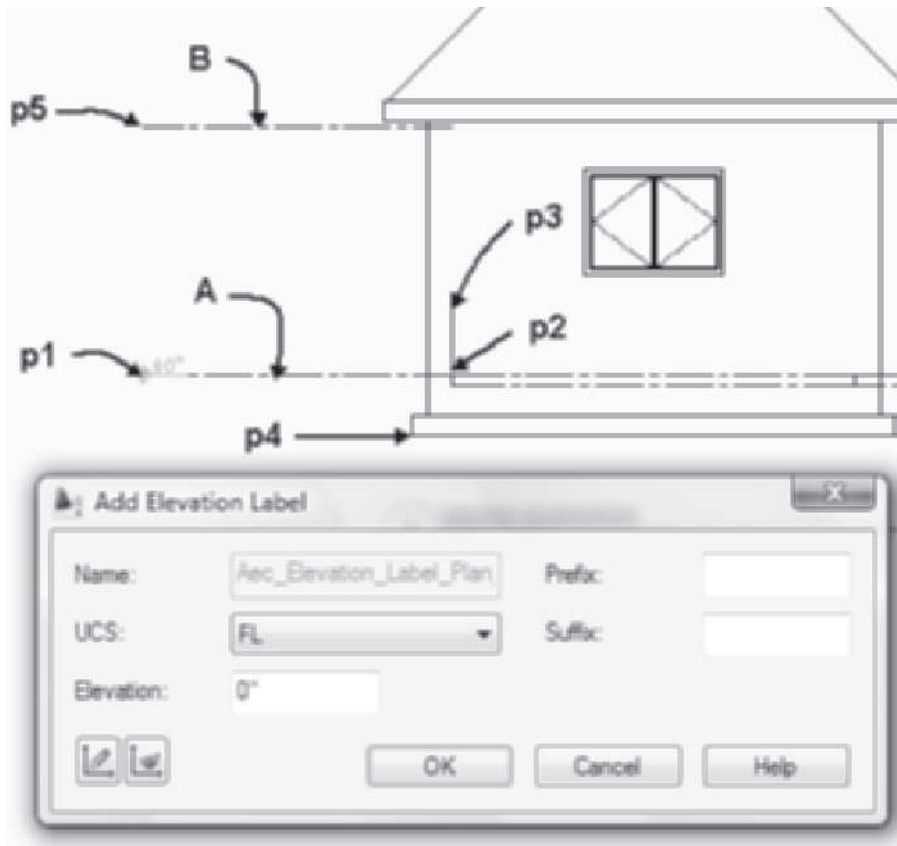 B
p5
p3
A
p2
p1
p4
Add Elevation Label
Name: Aec_Elevation_Label_Plan Prefix:
UCS: FL Suffix:
Elevation: 0"
OK Cancel Help